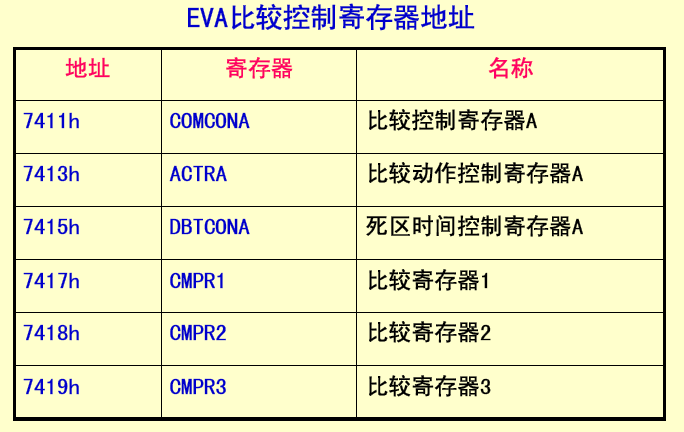 EVA比较控制寄存器地址
地址 寄存器 名称
7411h COMCONA 比较控制寄存器A
7413h ACTRA 比较动作控制寄存器A
7415h DBTCONA 死区时间控制寄存器A
7417h CMPR1 比较寄存器1
7418h CMPR2 比较寄存器2
7419h CMPR3 比较寄存器3